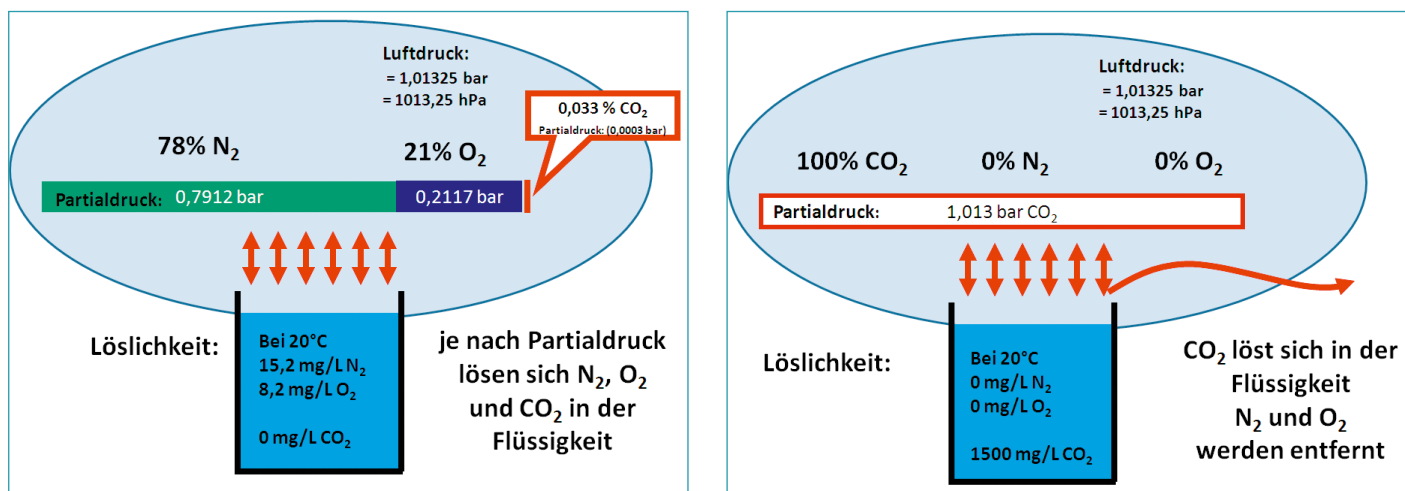 Luftdruck:
= 1,01325 bar
= 1013,25 hPa
0,033 % CO₂
Partialdruck: (0,0003 bar)
78% N₂
21% O₂
Partialdruck: 0,7912 bar
0,2117 bar
Löslichkeit:
Bei 20°C
15,2 mg/L N₂
8,2 mg/L O₂
0 mg/L CO₂
je nach Partialdruck
lösen sich N₂, O₂
und CO₂ in der
Flüssigkeit
Luftdruck:
= 1,01325 bar
= 1013,25 hPa
100% CO₂
0% N₂
0% O₂
Partialdruck:
1,013 bar CO₂
Löslichkeit:
Bei 20°C
0 mg/L N₂
0 mg/L O₂
1500 mg/L CO₂
CO₂ löst sich in der
Flüssigkeit
N₂ und O₂
werden entfernt